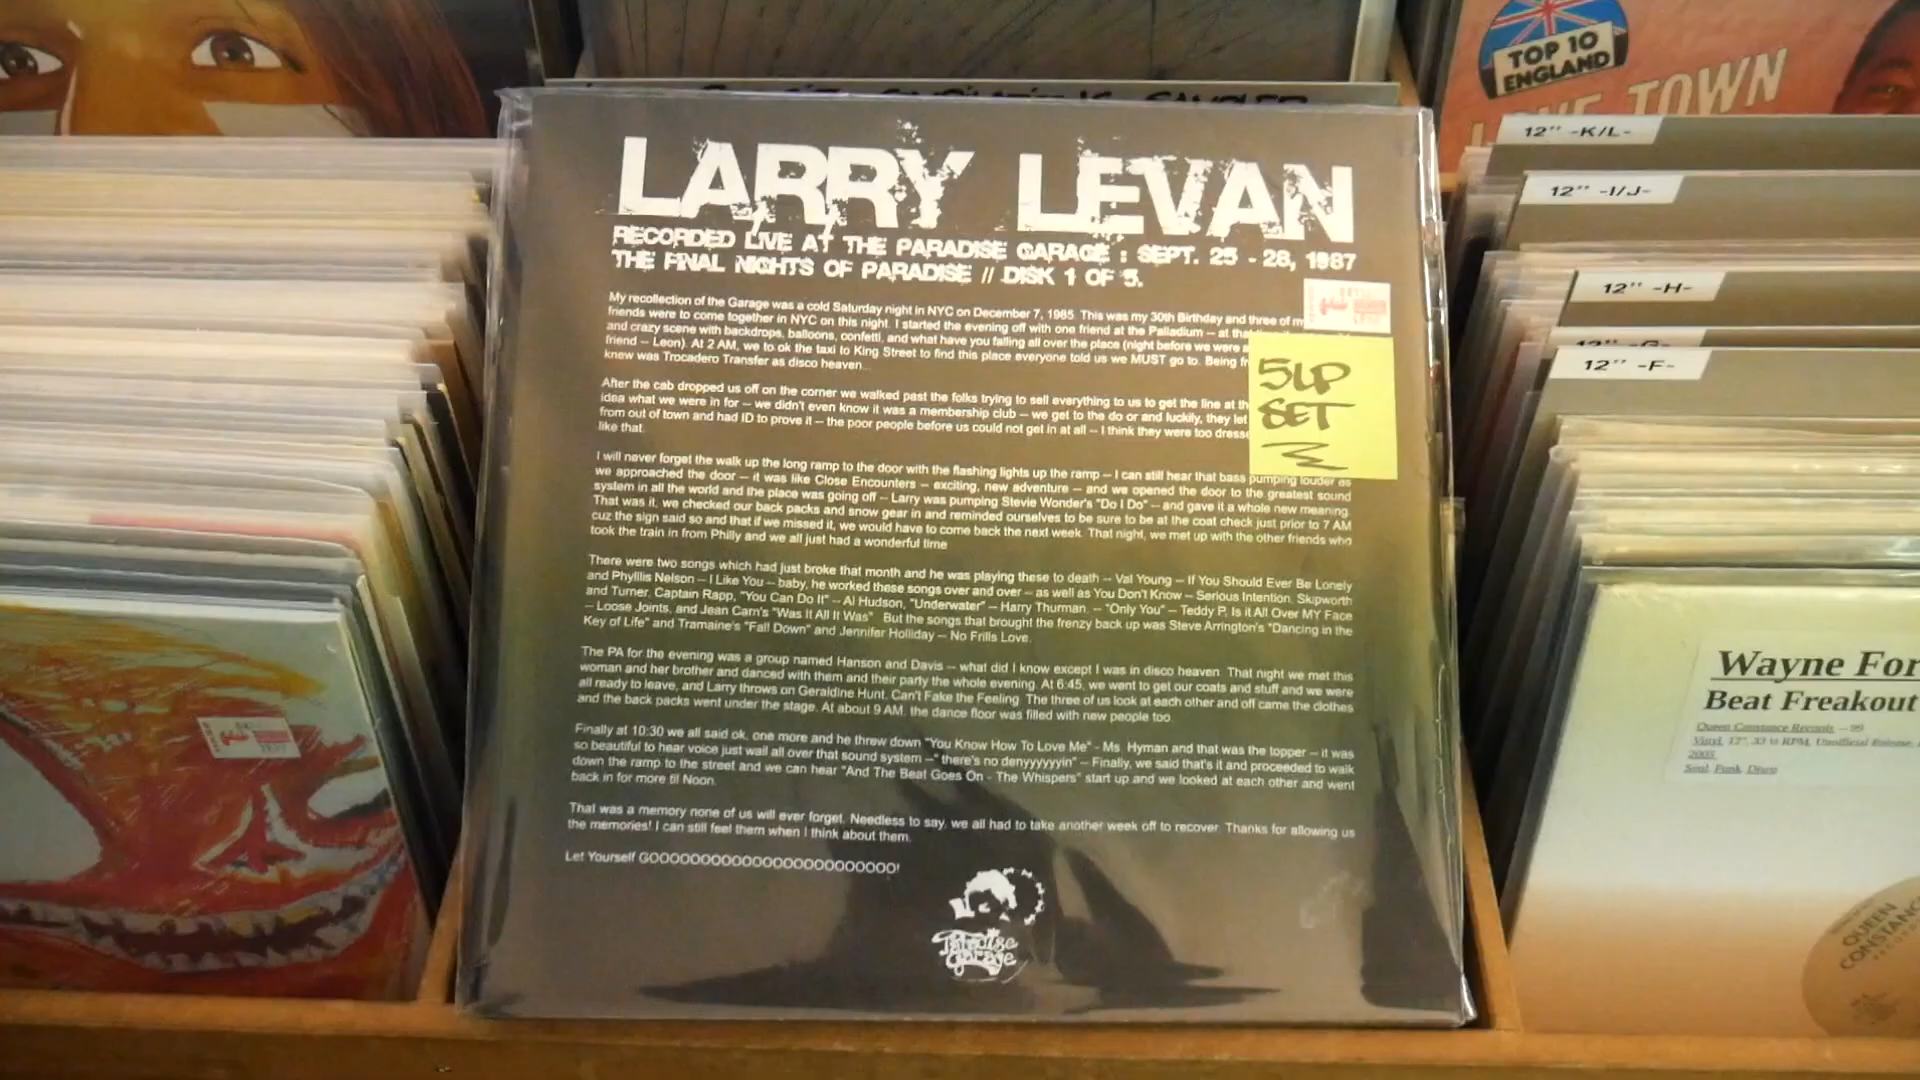 TOP 10
ENGLAND
TOWN
12" -K/L-
12" -I/J-
12" -H-
12" -G-
12" -F-
LARRY LEVAN
RECORDED LIVE AT THE PARADISE GARAGE : SEPT. 25 - 28, 1987
THE FINAL NIGHTS OF PARADISE // DISK 1 OF 5.
5LP
SET
My recollection of the Garage was a cold Saturday night in NYC on December 7, 1985. This was my 30th Birthday and three of
friends were to come together in NYC on this night. I started the evening off with one friend at the Palladium – at
and crazy scene with backdrops, balloons, confetti, and what have you falling all over the place (night before we were
friend – Leon). At 2 AM, we to ok the taxi to King Street to find this place everyone told us we MUST go to. Being
knew was Trocadero Transfer as disco heaven...
After the cab dropped us off on the corner we walked past the folks trying to sell everything to us to get the line at
idea what we were in for – we didn't even know it was a membership club – we get to the do or and luckily, they let
from out of town and had ID to prove it – the poor people before us could not get in at all – I think they were too
like that.
I will never forget the walk up the long ramp to the door with the flashing lights up the ramp – I can still hear that bass pumping louder as
we approached the door – it was like Close Encounters – exciting, new adventure – and we opened the door to the greatest sound
system in all the world and the place was going off – Larry was pumping Stevie Wonder's "Do I Do" – and gave it a whole new meaning.
That was it, we checked our back packs and snow gear in and reminded ourselves to be sure to be at the coat check just prior to 7 AM
cuz the sign said so and that if we missed it, we would have to come back the next week. That night, we met up with the other friends who
took the train in from Philly and we all just had a wonderful time
There were two songs which had just broke that month and he was playing these to death – Val Young – If You Should Ever Be Lonely
and Phylllis Nelson – I Like You – baby, he worked these songs over and over – as well as You Don't Know – Serious Intention, Skipworth
and Turner, Captain Rapp, "You Can Do It" – Al Hudson, "Underwater" – Harry Thurman, – "Only You" – Teddy P, Is it All Over MY Face
– Loose Joints, and Jean Carn's "Was It All It Was". But the songs that brought the frenzy back up was Steve Arrington's "Dancing in the
Key of Life" and Tramaine's "Fall Down" and Jennifer Holliday – No Frills Love.
The PA for the evening was a group named Hanson and Davis – what did I know except I was in disco heaven. That night we met this
woman and her brother and danced with them and their party the whole evening. At 6:45, we went to get our coats and stuff and we were
all ready to leave, and Larry throws on Geraldine Hunt, Can't Fake the Feeling. The three of us look at each other and off came the clothes
and the back packs went under the stage. At about 9 AM, the dance floor was filled with new people too.
Finally at 10:30 we all said ok, one more and he threw down "You Know How To Love Me" - Ms. Hyman and that was the topper – it was
so beautiful to hear voice just wail all over that sound system –" there's no denyyyyyyin" – Finally, we said that's it and proceeded to walk
down the ramp to the street and we can hear "And The Beat Goes On - The Whispers" start up and we looked at each other and went
back in for more til Noon.
That was a memory none of us will ever forget. Needless to say, we all had to take another week off to recover. Thanks for allowing us
the memories! I can still feel them when I think about them.
Let Yourself GOOOOOOOOOOOOOOOOOOOOOOOO!
Paradise
Garage
Wayne For
Beat Freakout
Queen Constance Records – 99
Vinyl, 12", 33 ⅓ RPM, Unofficial Release,
2005
Soul, Funk, Disco
QUEEN
CONSTANCE